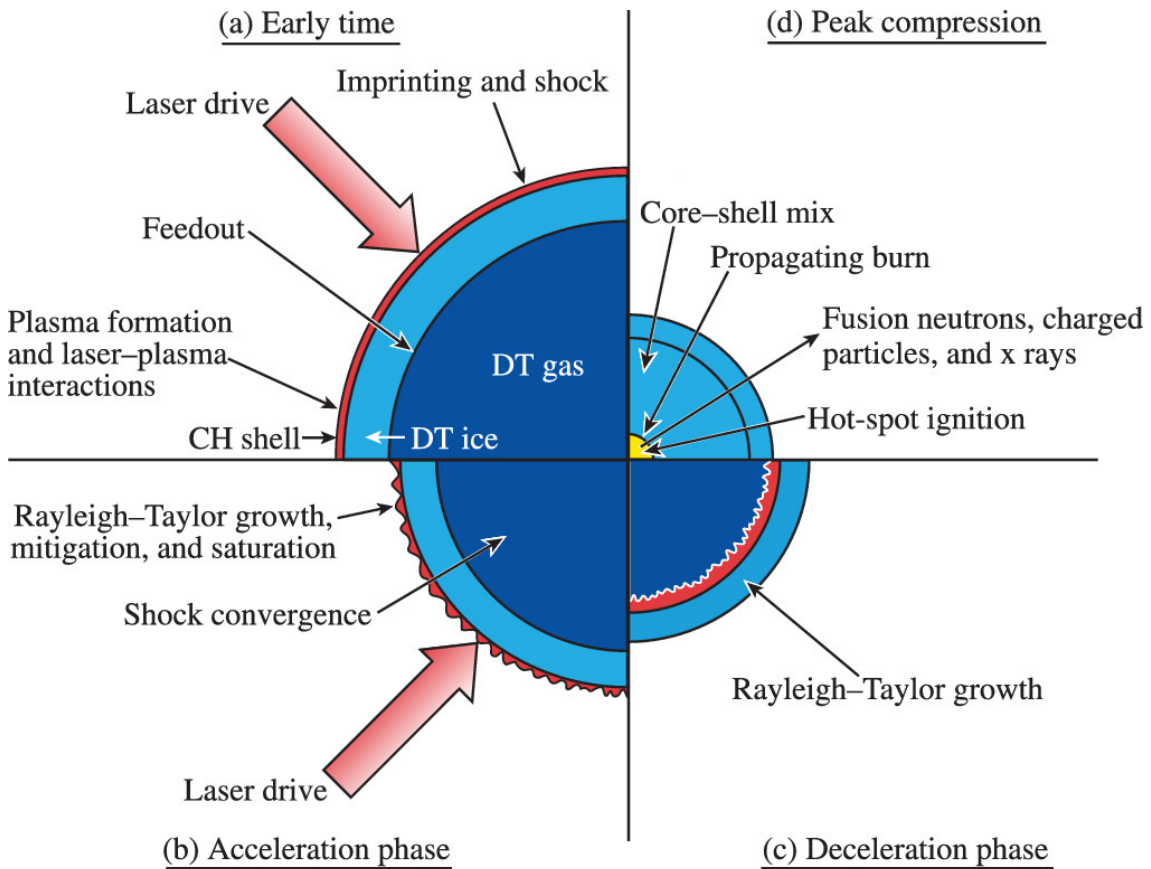 (a) Early time
Laser drive
Imprinting and shock
Feedout
Plasma formation
and laser–plasma
interactions
CH shell
DT ice
DT gas
(d) Peak compression
Core–shell mix
Propagating burn
Fusion neutrons, charged
particles, and x rays
Hot-spot ignition
Rayleigh–Taylor growth,
mitigation, and saturation
Shock convergence
Laser drive
(b) Acceleration phase
Rayleigh–Taylor growth
(c) Deceleration phase